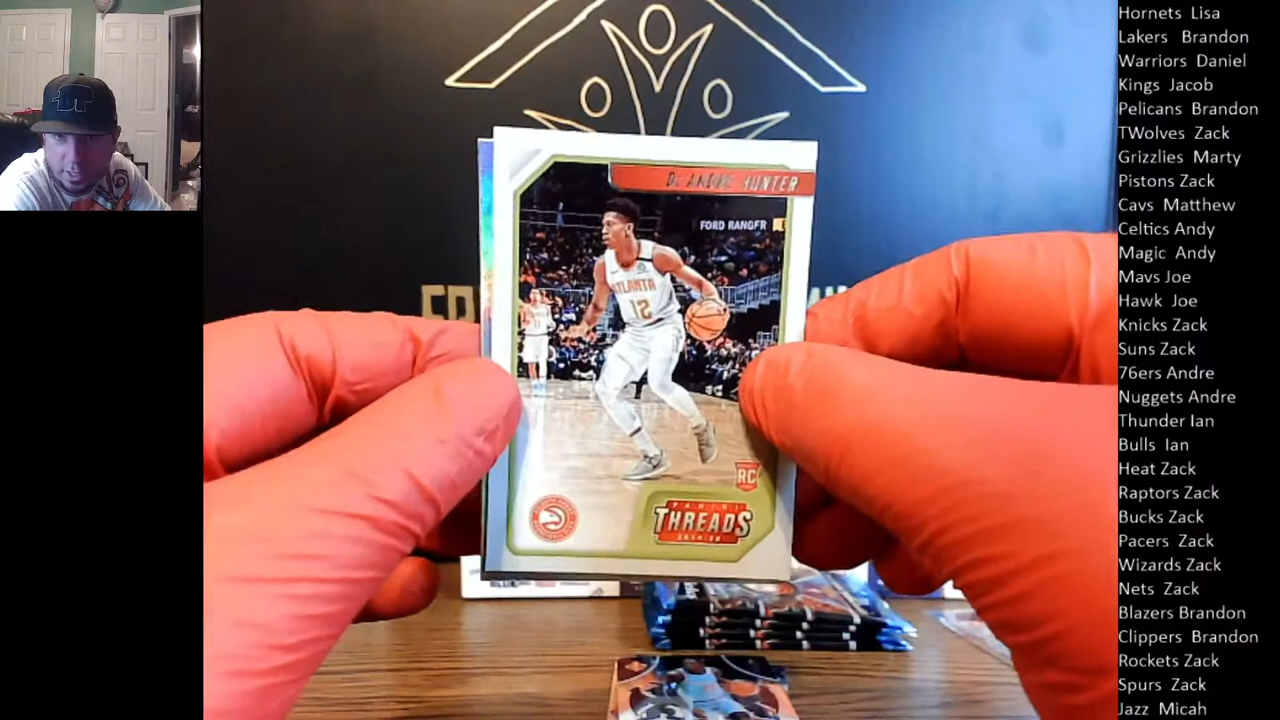 DT
DE'ANDRE HUNTER
FORD RANGER
ATLANTA
12
RC
PANINI
THREADS
2019-20
Hornets Lisa
Lakers Brandon
Warriors Daniel
Kings Jacob
Pelicans Brandon
TWolves Zack
Grizzlies Marty
Pistons Zack
Cavs Matthew
Celtics Andy
Magic Andy
Mavs Joe
Hawk Joe
Knicks Zack
Suns Zack
76ers Andre
Nuggets Andre
Thunder Ian
Bulls Ian
Heat Zack
Raptors Zack
Bucks Zack
Pacers Zack
Wizards Zack
Nets Zack
Blazers Brandon
Clippers Brandon
Rockets Zack
Spurs Zack
Jazz Micah